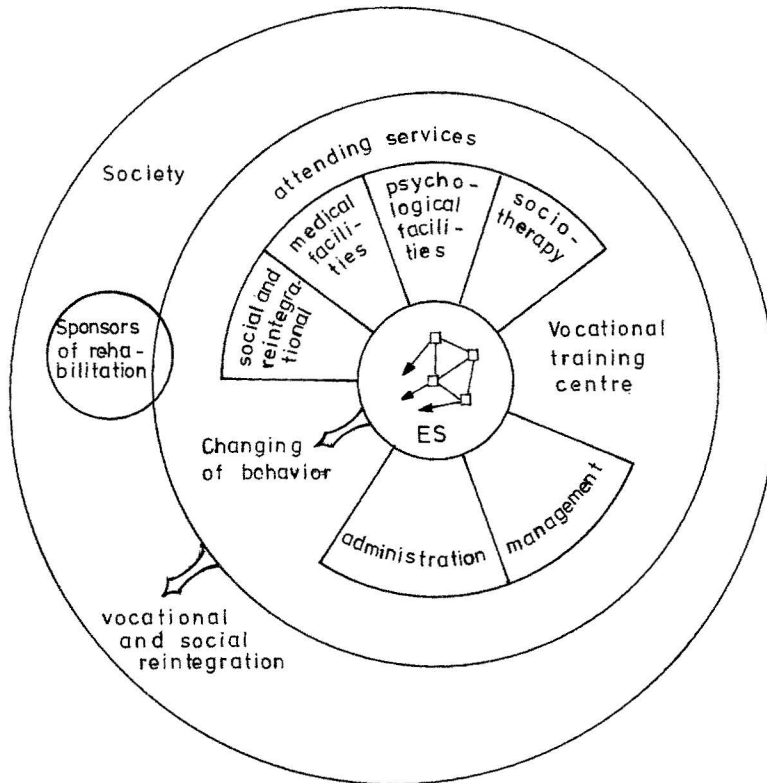 Society
attending services
social and
reintegra-
tional
medical
facili-
ties
psycho-
logical
facili-
ties
socio-
therapy
Sponsors
of reha-
bilitation
Vocational
training
centre
ES
Changing
of behavior
administration
management
vocational
and social
reintegration